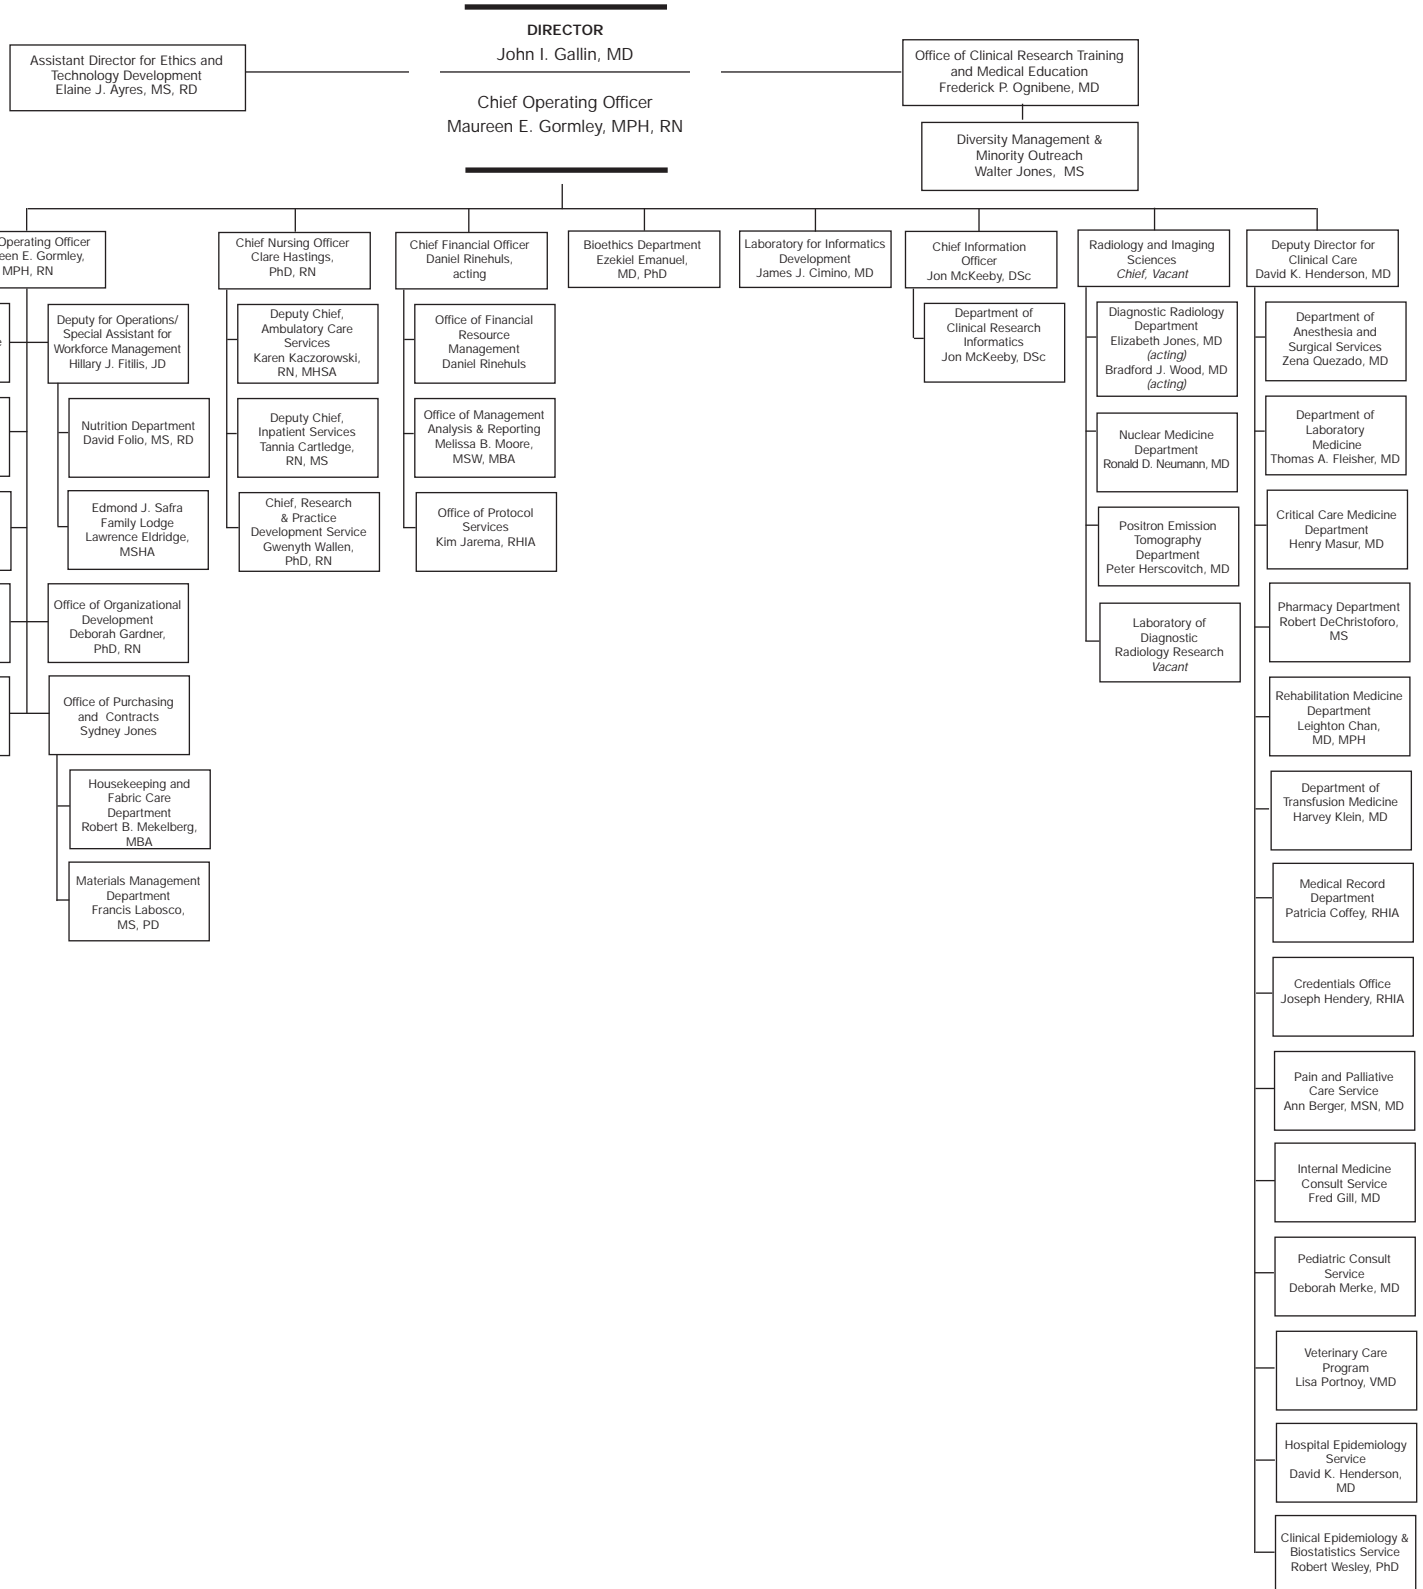 DIRECTOR
John I. Gallin, MD
Chief Operating Officer
Maureen E. Gormley, MPH, RN
Assistant Director for Ethics and
Technology Development
Elaine J. Ayres, MS, RD
Office of Clinical Research Training
and Medical Education
Frederick P. Ognibene, MD
Diversity Management &
Minority Outreach
Walter Jones, MS
Operating Officer
E. Gormley,
MPH, RN
Deputy for Operations/
Special Assistant for
Workforce Management
Hillary J. Fitilis, JD
Nutrition Department
David Folio, MS, RD
Edmond J. Safra
Family Lodge
Lawrence Eldridge,
MSHA
Office of Organizational
Development
Deborah Gardner,
PhD, RN
Office of Purchasing
and Contracts
Sydney Jones
Housekeeping and
Fabric Care
Department
Robert B. Mekelberg,
MBA
Materials Management
Department
Francis Labosco,
MS, PD
Chief Nursing Officer
Clare Hastings,
PhD, RN
Deputy Chief,
Ambulatory Care
Services
Karen Kaczorowski,
RN, MHSA
Deputy Chief,
Inpatient Services
Tannia Cartledge,
RN, MS
Chief, Research
& Practice
Development Service
Gwenyth Wallen,
PhD, RN
Chief Financial Officer
Daniel Rinehuls,
acting
Office of Financial
Resource
Management
Daniel Rinehuls
Office of Management
Analysis & Reporting
Melissa B. Moore,
MSW, MBA
Office of Protocol
Services
Kim Jarema, RHIA
Bioethics Department
Ezekiel Emanuel,
MD, PhD
Laboratory for Informatics
Development
James J. Cimino, MD
Chief Information
Officer
Jon McKeeby, DSc
Department of
Clinical Research
Informatics
Jon McKeeby, DSc
Radiology and Imaging
Sciences
Chief, Vacant
Diagnostic Radiology
Department
Elizabeth Jones, MD
(acting)
Bradford J. Wood, MD
(acting)
Nuclear Medicine
Department
Ronald D. Neumann, MD
Positron Emission
Tomography
Department
Peter Herscovitch, MD
Laboratory of
Diagnostic
Radiology Research
Vacant
Deputy Director for
Clinical Care
David K. Henderson, MD
Department of
Anesthesia and
Surgical Services
Zena Quezado, MD
Department of
Laboratory
Medicine
Thomas A. Fleisher, MD
Critical Care Medicine
Department
Henry Masur, MD
Pharmacy Department
Robert DeChristoforo,
MS
Rehabilitation Medicine
Department
Leighton Chan,
MD, MPH
Department of
Transfusion Medicine
Harvey Klein, MD
Medical Record
Department
Patricia Coffey, RHIA
Credentials Office
Joseph Hendery, RHIA
Pain and Palliative
Care Service
Ann Berger, MSN, MD
Internal Medicine
Consult Service
Fred Gill, MD
Pediatric Consult
Service
Deborah Merke, MD
Veterinary Care
Program
Lisa Portnoy, VMD
Hospital Epidemiology
Service
David K. Henderson,
MD
Clinical Epidemiology &
Biostatistics Service
Robert Wesley, PhD